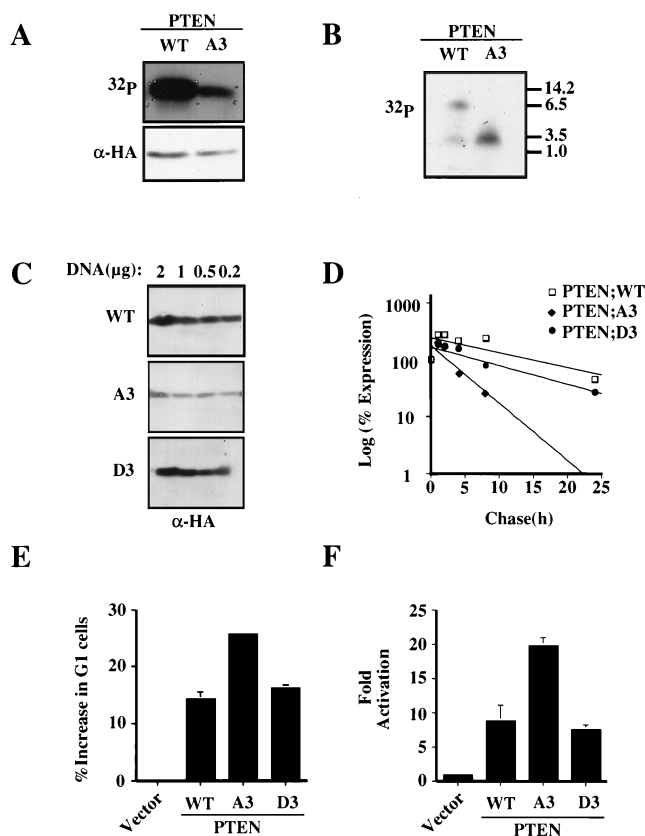 A
PTEN
WT A3
32P
α-HA
B
PTEN
WT A3
32P
14.2
6.5
3.5
1.0
C
DNA(µg): 2 1 0.5 0.2
WT
A3
D3
α-HA
D
PTEN;WT
PTEN;A3
PTEN;D3
Log (% Expression)
1000
100
10
1
0 5 10 15 20 25
Chase(h)
E
% Increase in G1 cells
30
20
10
0
Vector WT A3 D3
PTEN
F
Fold
Activation
25
20
15
10
5
0
Vector WT A3 D3
PTEN